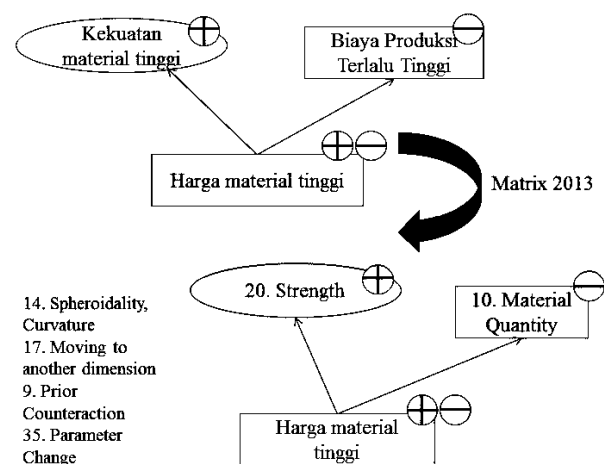 Kekuatan
material tinggi
Biaya Produksi
Terlalu Tinggi
Harga material tinggi
Matrix 2013
20. Strength
10. Material
Quantity
14. Spheroidality,
Curvature
17. Moving to
another dimension
9. Prior
Counteraction
35. Parameter
Change
Harga material
tinggi